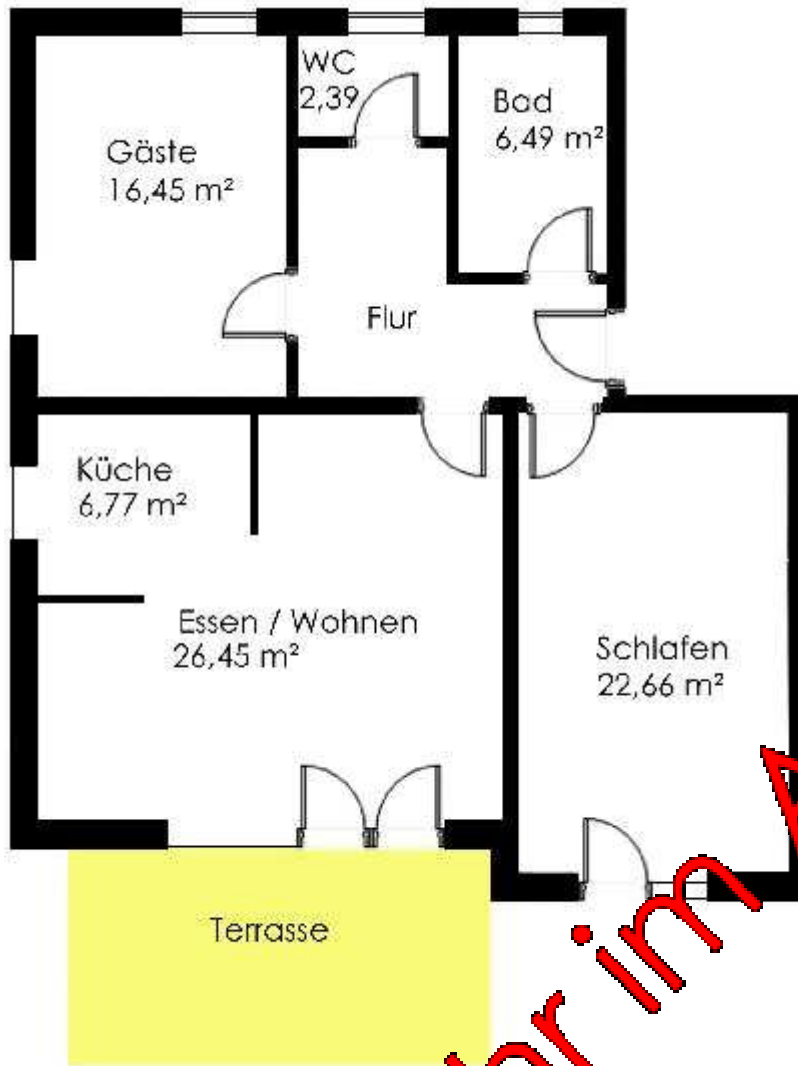 WC
2,39
Bad
6,49 m²
Gäste
16,45 m²
Flur
Küche
6,77 m²
Essen / Wohnen
26,45 m²
Schlafen
22,66 m²
Terrasse
im